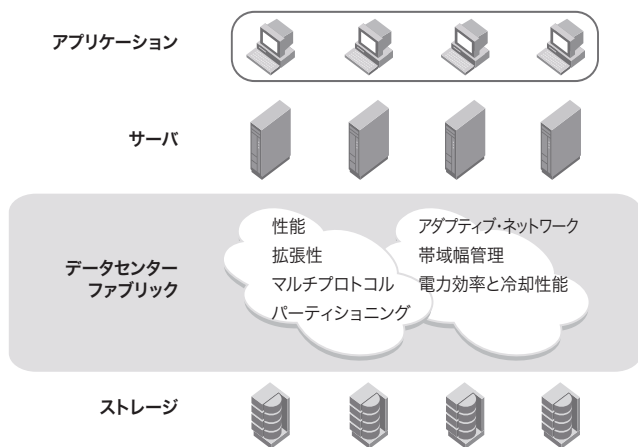 アプリケーション
サーバ
データセンター
ファブリック
性能
拡張性
マルチプロトコル
パーティショニング
アダプティブ・ネットワーク
帯域幅管理
電力効率と冷却性能
ストレージ